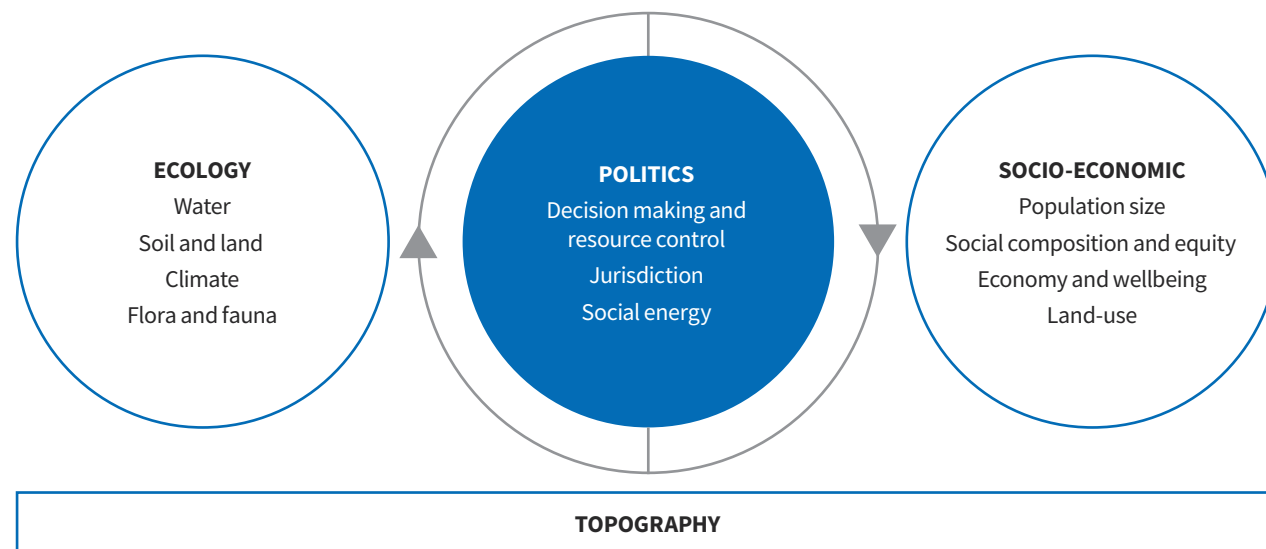 ECOLOGY
Water
Soil and land
Climate
Flora and fauna
POLITICS
Decision making and
resource control
Jurisdiction
Social energy
SOCIO-ECONOMIC
Population size
Social composition and equity
Economy and wellbeing
Land-use
TOPOGRAPHY